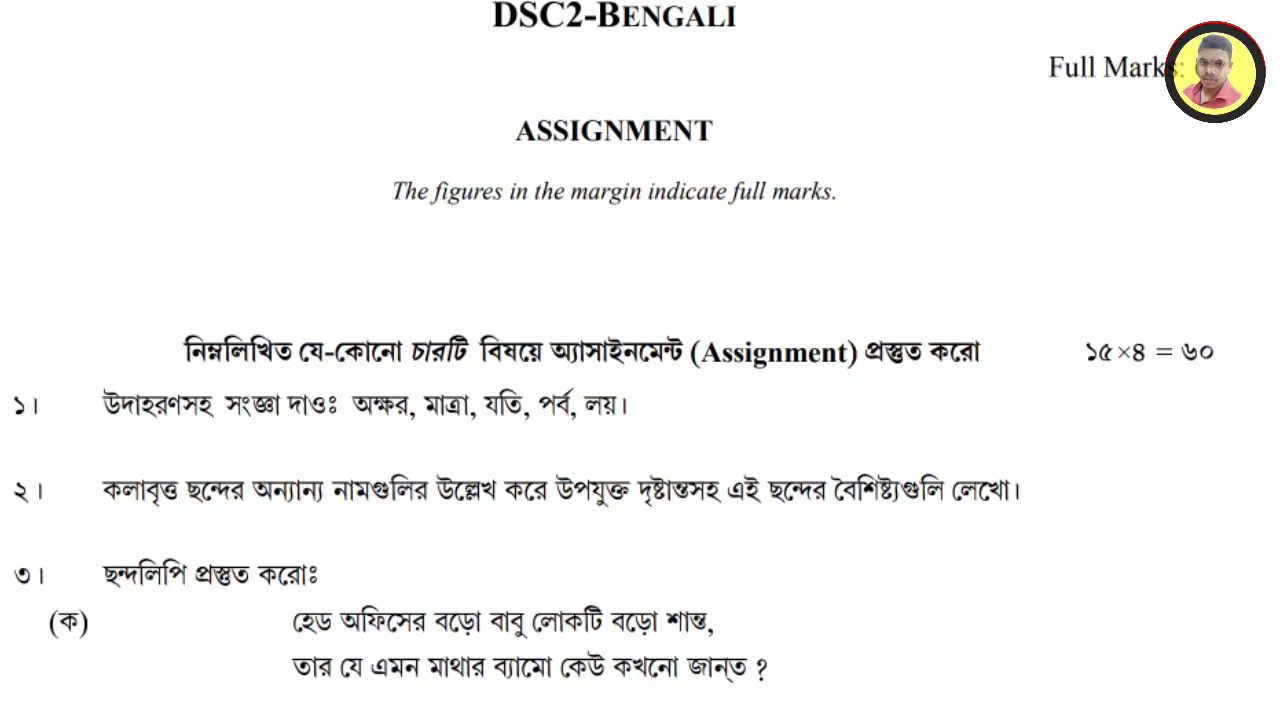 DSC2-BENGALI
Full Marks:
ASSIGNMENT
The figures in the margin indicate full marks.
নিম্নলিখিত যে-কোনো চারটি বিষয়ে অ্যাসাইনমেন্ট (Assignment) প্রস্তুত করো ১৫×৪ = ৬০
১। উদাহরণসহ সংজ্ঞা দাওঃ অক্ষর, মাত্রা, যতি, পর্ব, লয়।
২। কলাবৃত্ত ছন্দের অন্যান্য নামগুলির উল্লেখ করে উপযুক্ত দৃষ্টান্তসহ এই ছন্দের বৈশিষ্ট্যগুলি লেখো।
৩। ছন্দলিপি প্রস্তুত করোঃ
(ক) হেড অফিসের বড়ো বাবু লোকটি বড়ো শান্ত,
তার যে এমন মাথার ব্যামো কেউ কখনো জান্‌ত ?